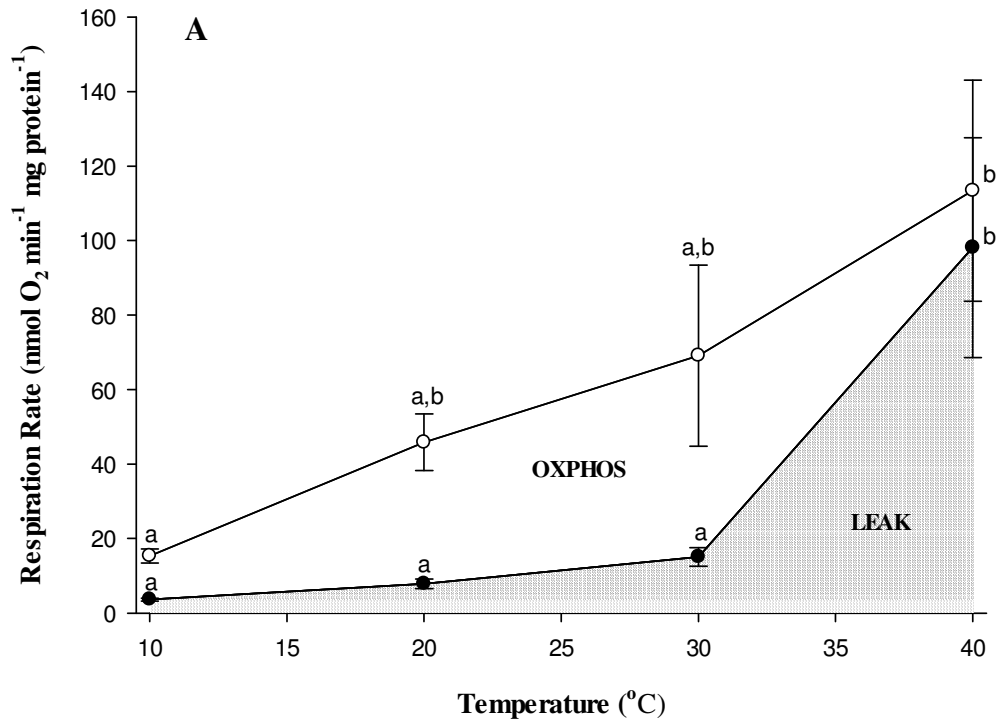 A
160
140
120
100
80
60
40
20
0
Respiration Rate (nmol O₂ min⁻¹ mg protein⁻¹)
a
a
a,b
a
a,b
a
b
b
OXPHOS
LEAK
10 15 20 25 30 35 40
Temperature (°C)